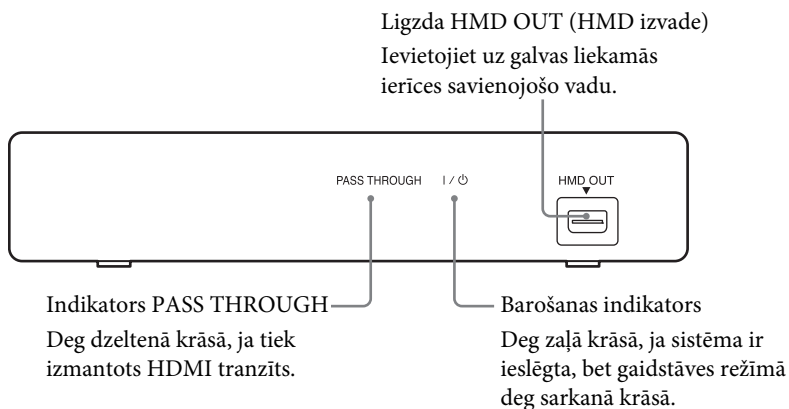 Ligzda HMD OUT (HMD izvade)
Ievietojiet uz galvas liekamās
ierīces savienojošo vadu.
PASS THROUGH
I / ⏻
HMD OUT
Indikators PASS THROUGH
Deg dzeltenā krāsā, ja tiek
izmantots HDMI tranzīts.
Barošanas indikators
Deg zaļā krāsā, ja sistēma ir
ieslēgta, bet gaidstāves režīmā
deg sarkanā krāsā.